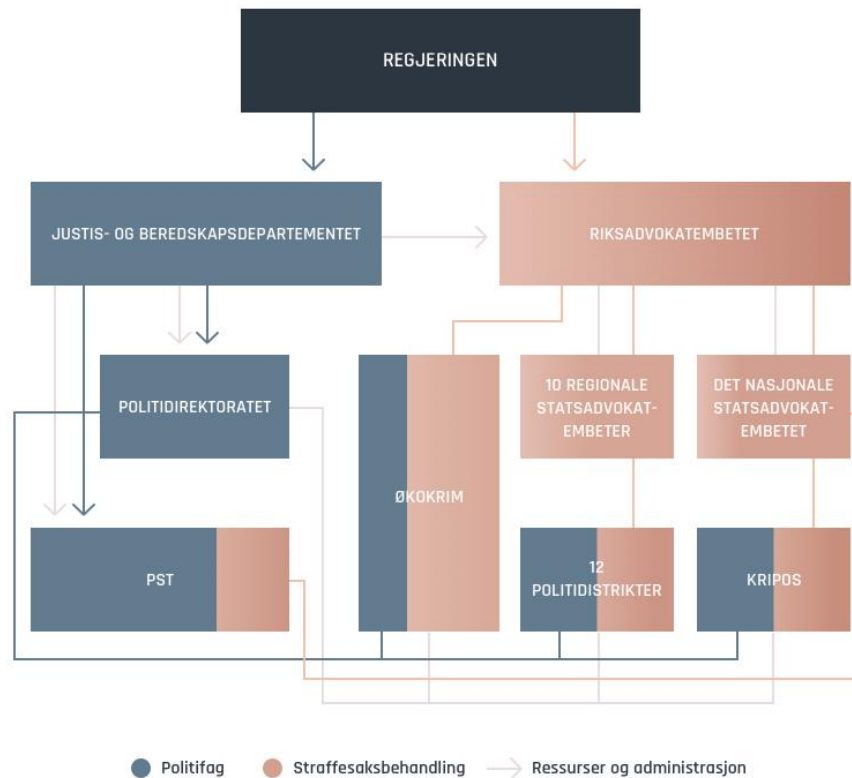 REGJERINGEN
JUSTIS- OG BEREDSKAPSDEPARTEMENTET
RIKSADVOKATEMBETET
POLITIDIREKTORATET
10 REGIONALE
STATSADVOKAT-
EMBETER
DET NASJONALE
STATSADVOKAT-
EMBETET
ØKOKRIM
PST
12
POLITIDISTRIKTER
KRIPOS
Politifag
Straffesaksbehandling
Ressurser og administrasjon